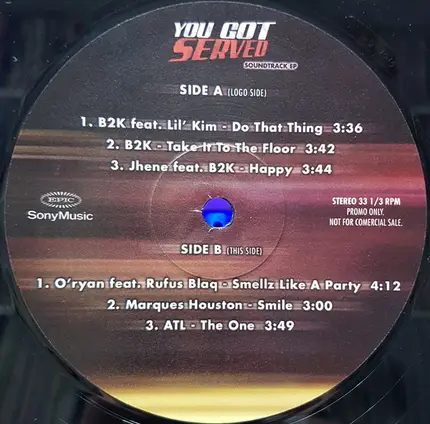 YOU GOT
SERVED
SOUNDTRACK EP
SIDE A (LOGO SIDE)
1. B2K feat. Lil' Kim - Do That Thing 3:36
2. B2K - Take It To The Floor 3:42
3. Jhene feat. B2K - Happy 3:44
EPIC
SonyMusic
STEREO 33 1/3 RPM
PROMO ONLY.
NOT FOR COMERCIAL SALE.
SIDE B (THIS SIDE)
1. O'ryan feat. Rufus Blaq - Smellz Like A Party 4:12
2. Marques Houston - Smile 3:00
3. ATL - The One 3:49